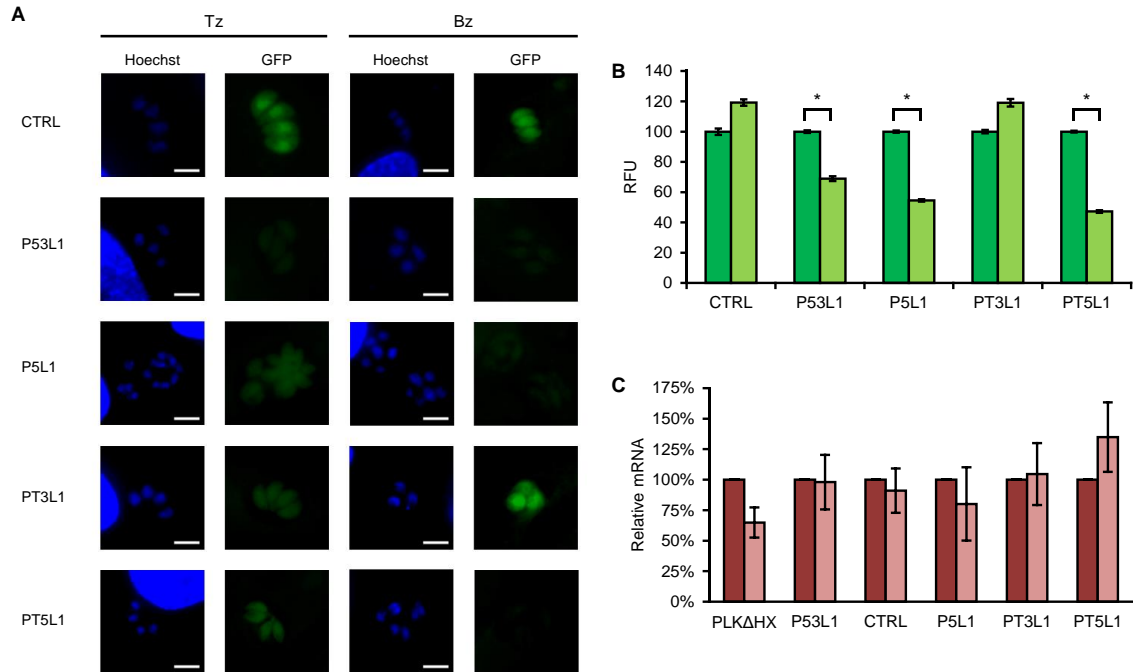 A
Tz Bz
Hoechst GFP Hoechst GFP
CTRL
P53L1
P5L1
PT3L1
PT5L1
B
RFU
140
120
100
80
60
40
20
0
* * *
CTRL P53L1 P5L1 PT3L1 PT5L1
C
Relative mRNA
175%
150%
125%
100%
75%
50%
25%
0%
PLKΔHX P53L1 CTRL P5L1 PT3L1 PT5L1